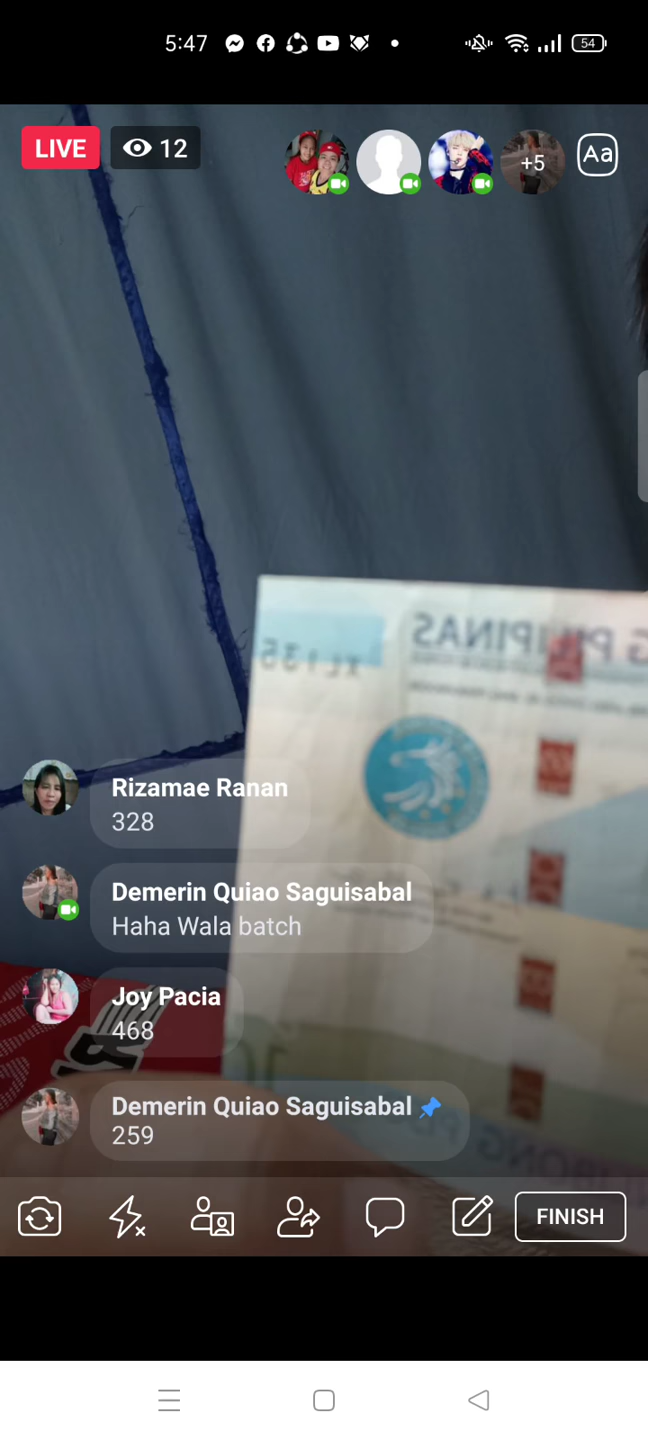 5:47
54
LIVE
12
+5
Aa
G PILIPINAS
XL135
Rizamae Ranan
328
Demerin Quiao Saguisabal
Haha Wala batch
Joy Pacia
468
Demerin Quiao Saguisabal
259
FINISH